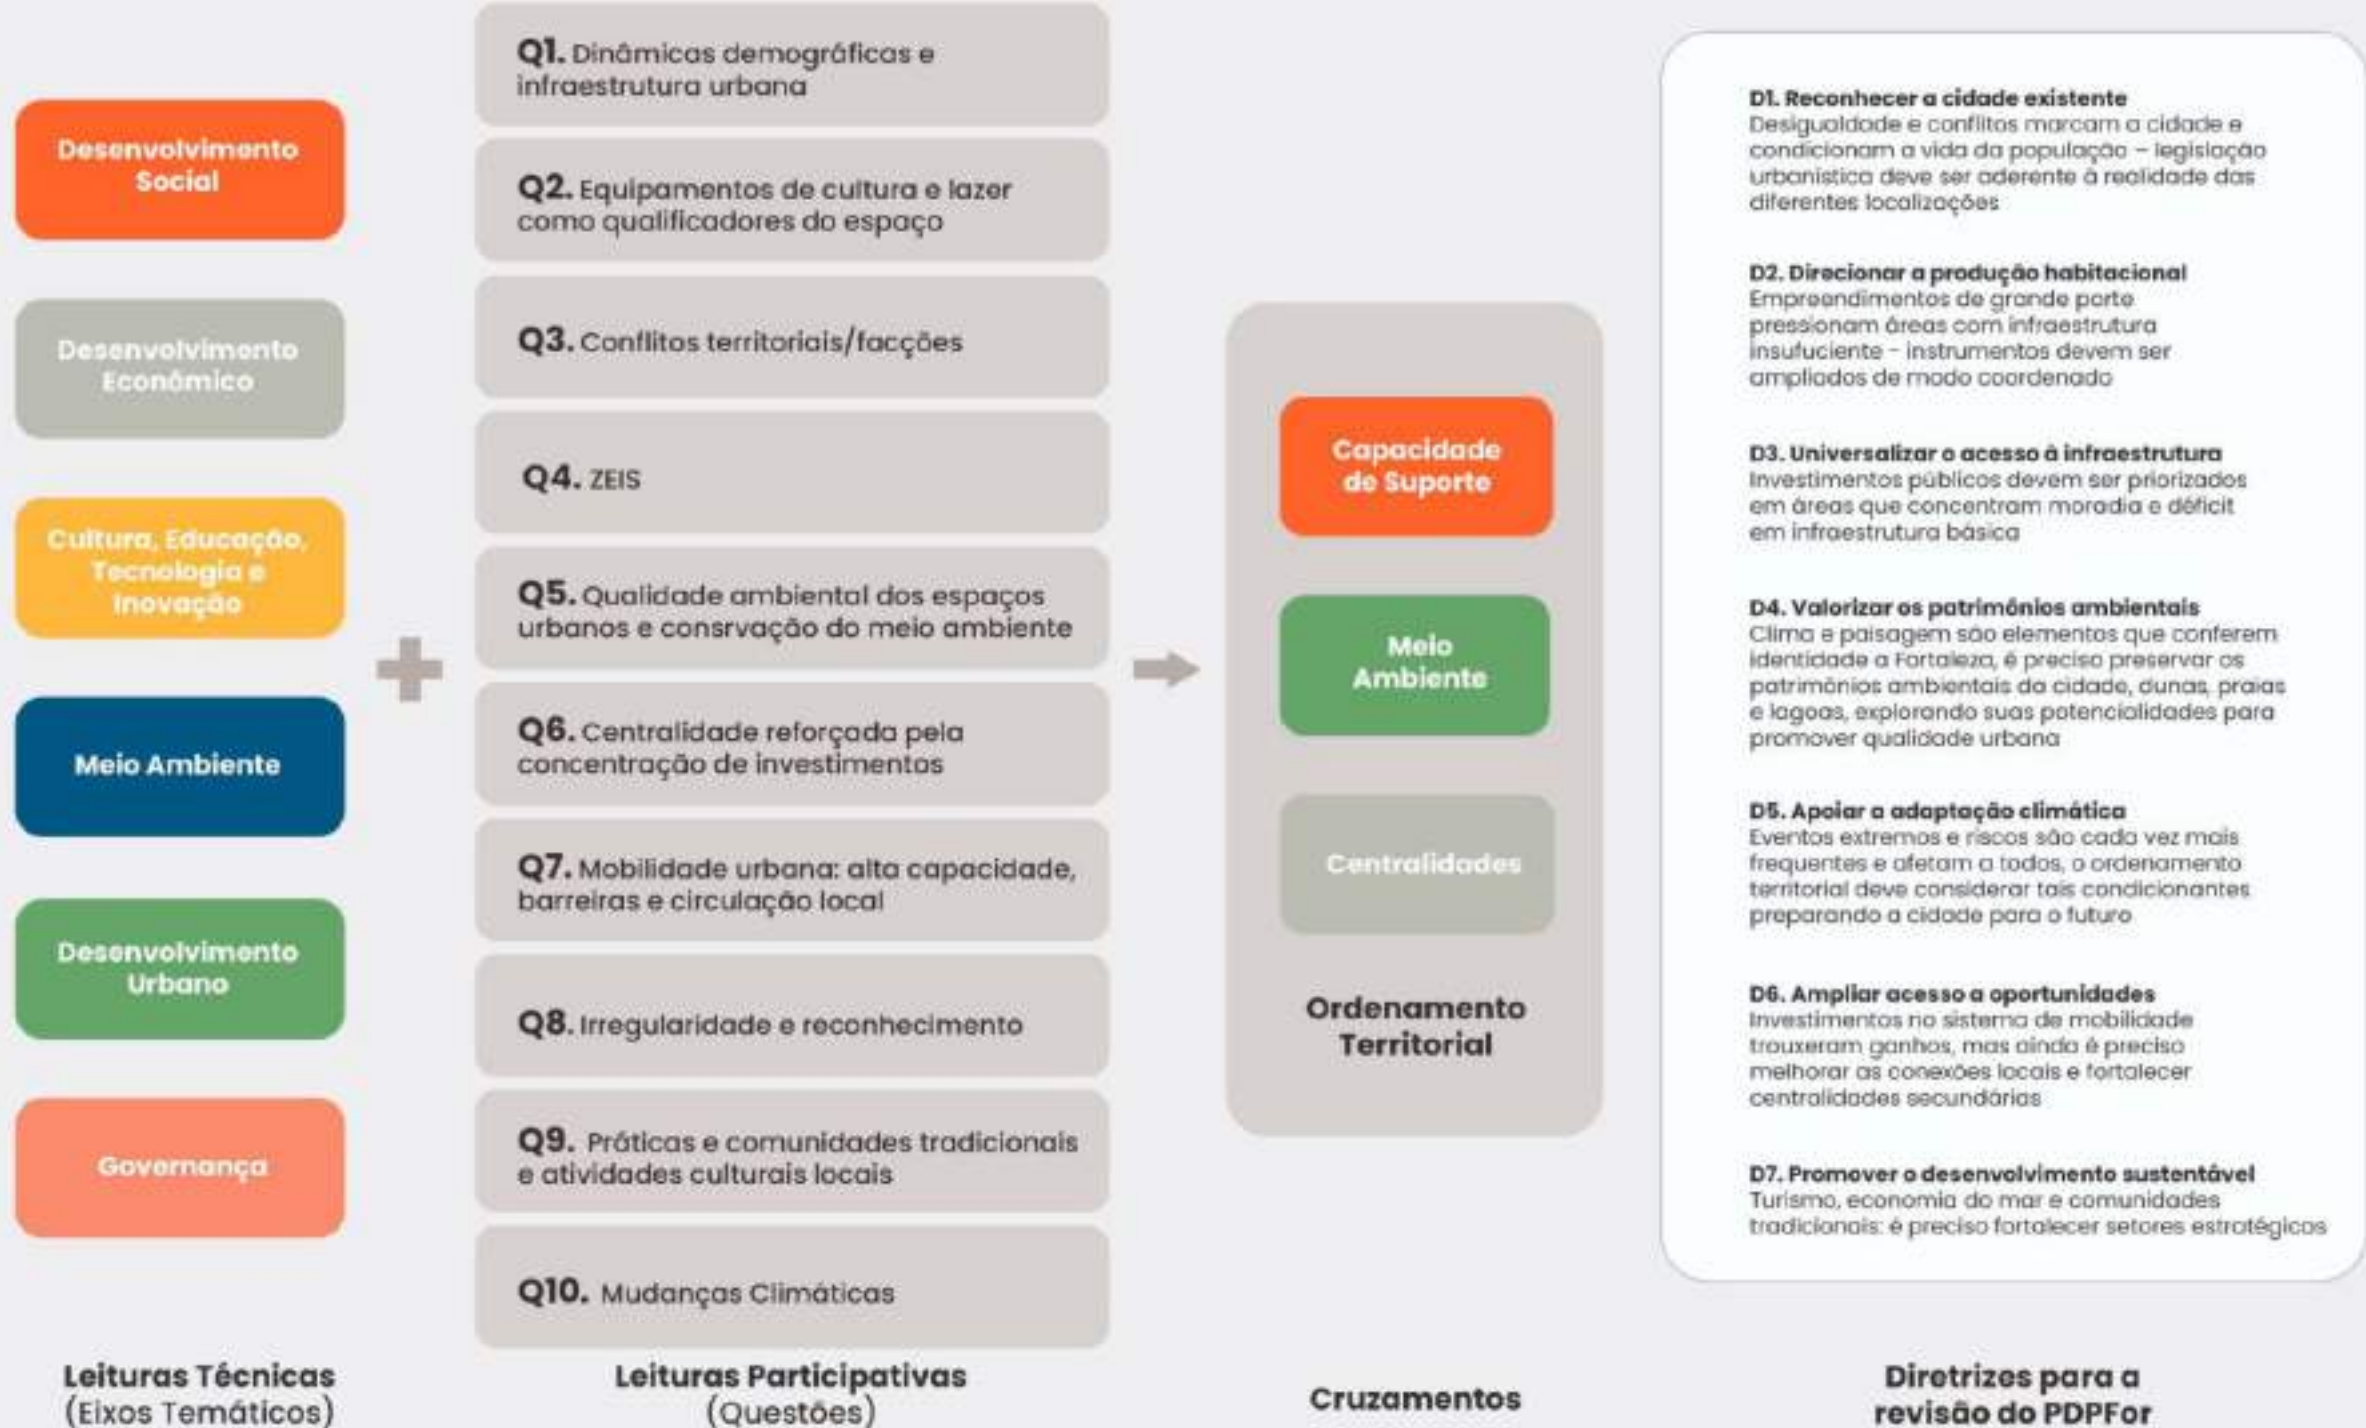 Desenvolvimento
Social
Desenvolvimento
Econômico
Cultura, Educação,
Tecnologia e
Inovação
Meio Ambiente
Desenvolvimento
Urbano
Governança
Leituras Técnicas
(Eixos Temáticos)
Q1. Dinâmicas demográficas e
infraestrutura urbana
Q2. Equipamentos de cultura e lazer
como qualificadores do espaço
Q3. Conflitos territoriais/facções
Q4. ZEIS
Q5. Qualidade ambiental dos espaços
urbanos e consrvação do meio ambiente
Q6. Centralidade reforçada pela
concentração de investimentos
Q7. Mobilidade urbana: alta capacidade,
barreiras e circulação local
Q8. Irregularidade e reconhecimento
Q9. Práticas e comunidades tradicionais
e atividades culturais locais
Q10. Mudanças Climáticas
Leituras Participativas
(Questões)
Capacidade
de Suporte
Meio
Ambiente
Centralidades
Ordenamento
Territorial
Cruzamentos
D1. Reconhecer a cidade existente
Desigualdade e conflitos marcam a cidade e
condicionam a vida da população – legislação
urbanística deve ser aderente à realidade das
diferentes localizações
D2. Direcionar a produção habitacional
Empreendimentos de grande porte
pressionam áreas com infraestrutura
insufuciente - instrumentos devem ser
ampliados de modo coordenado
D3. Universalizar o acesso à infraestrutura
Investimentos públicos devem ser priorizados
em áreas que concentram moradia e déficit
em infraestrutura básica
D4. Valorizar os patrimônios ambientais
Clima e paisagem são elementos que conferem
identidade a Fortaleza, é preciso preservar os
patrimônios ambientais da cidade, dunas, praias
e lagoas, explorando suas potencialidades para
promover qualidade urbana
D5. Apoiar a adaptação climática
Eventos extremos e riscos são cada vez mais
frequentes e afetam a todos, o ordenamento
territorial deve considerar tais condicionantes
preparando a cidade para o futuro
D6. Ampliar acesso a oportunidades
Investimentos no sistema de mobilidade
trouxeram ganhos, mas ainda é preciso
melhorar as conexões locais e fortalecer
centralidades secundárias
D7. Promover o desenvolvimento sustentável
Turismo, economia do mar e comunidades
tradicionais: é preciso fortalecer setores estratégicos
Diretrizes para a
revisão do PDPFor